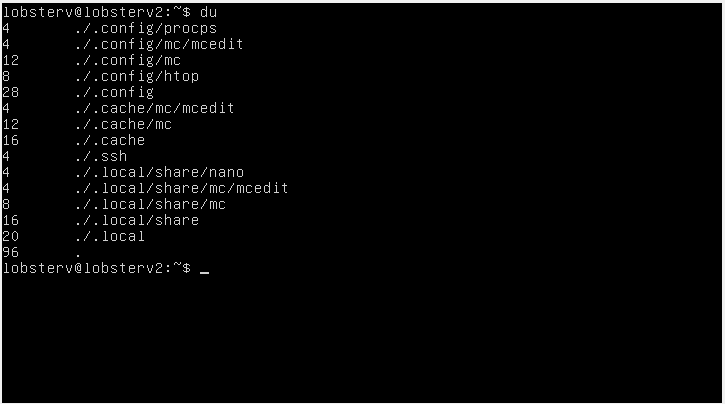 lobsterv@lobsterv2:~$ du
4       ./.config/procps
4       ./.config/mc/mcedit
12      ./.config/mc
8       ./.config/htop
28      ./.config
4       ./.cache/mc/mcedit
12      ./.cache/mc
16      ./.cache
4       ./.ssh
4       ./.local/share/nano
4       ./.local/share/mc/mcedit
8       ./.local/share/mc
16      ./.local/share
20      ./.local
96      .
lobsterv@lobsterv2:~$ _